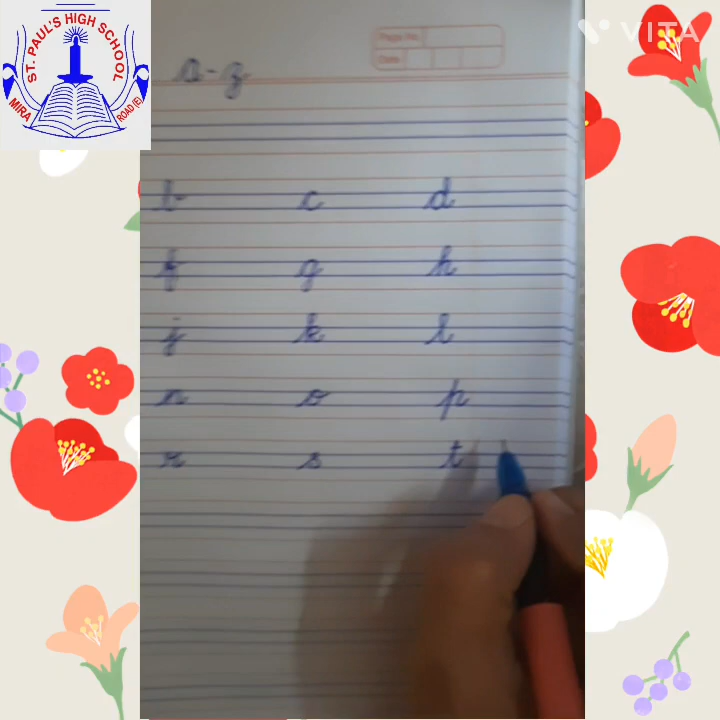 ST. PAUL'S HIGH SCHOOL
MIRA ROAD (E)
VITA
Page No.
Date
a-z
b c d
f g h
j k l
n o p
r s t